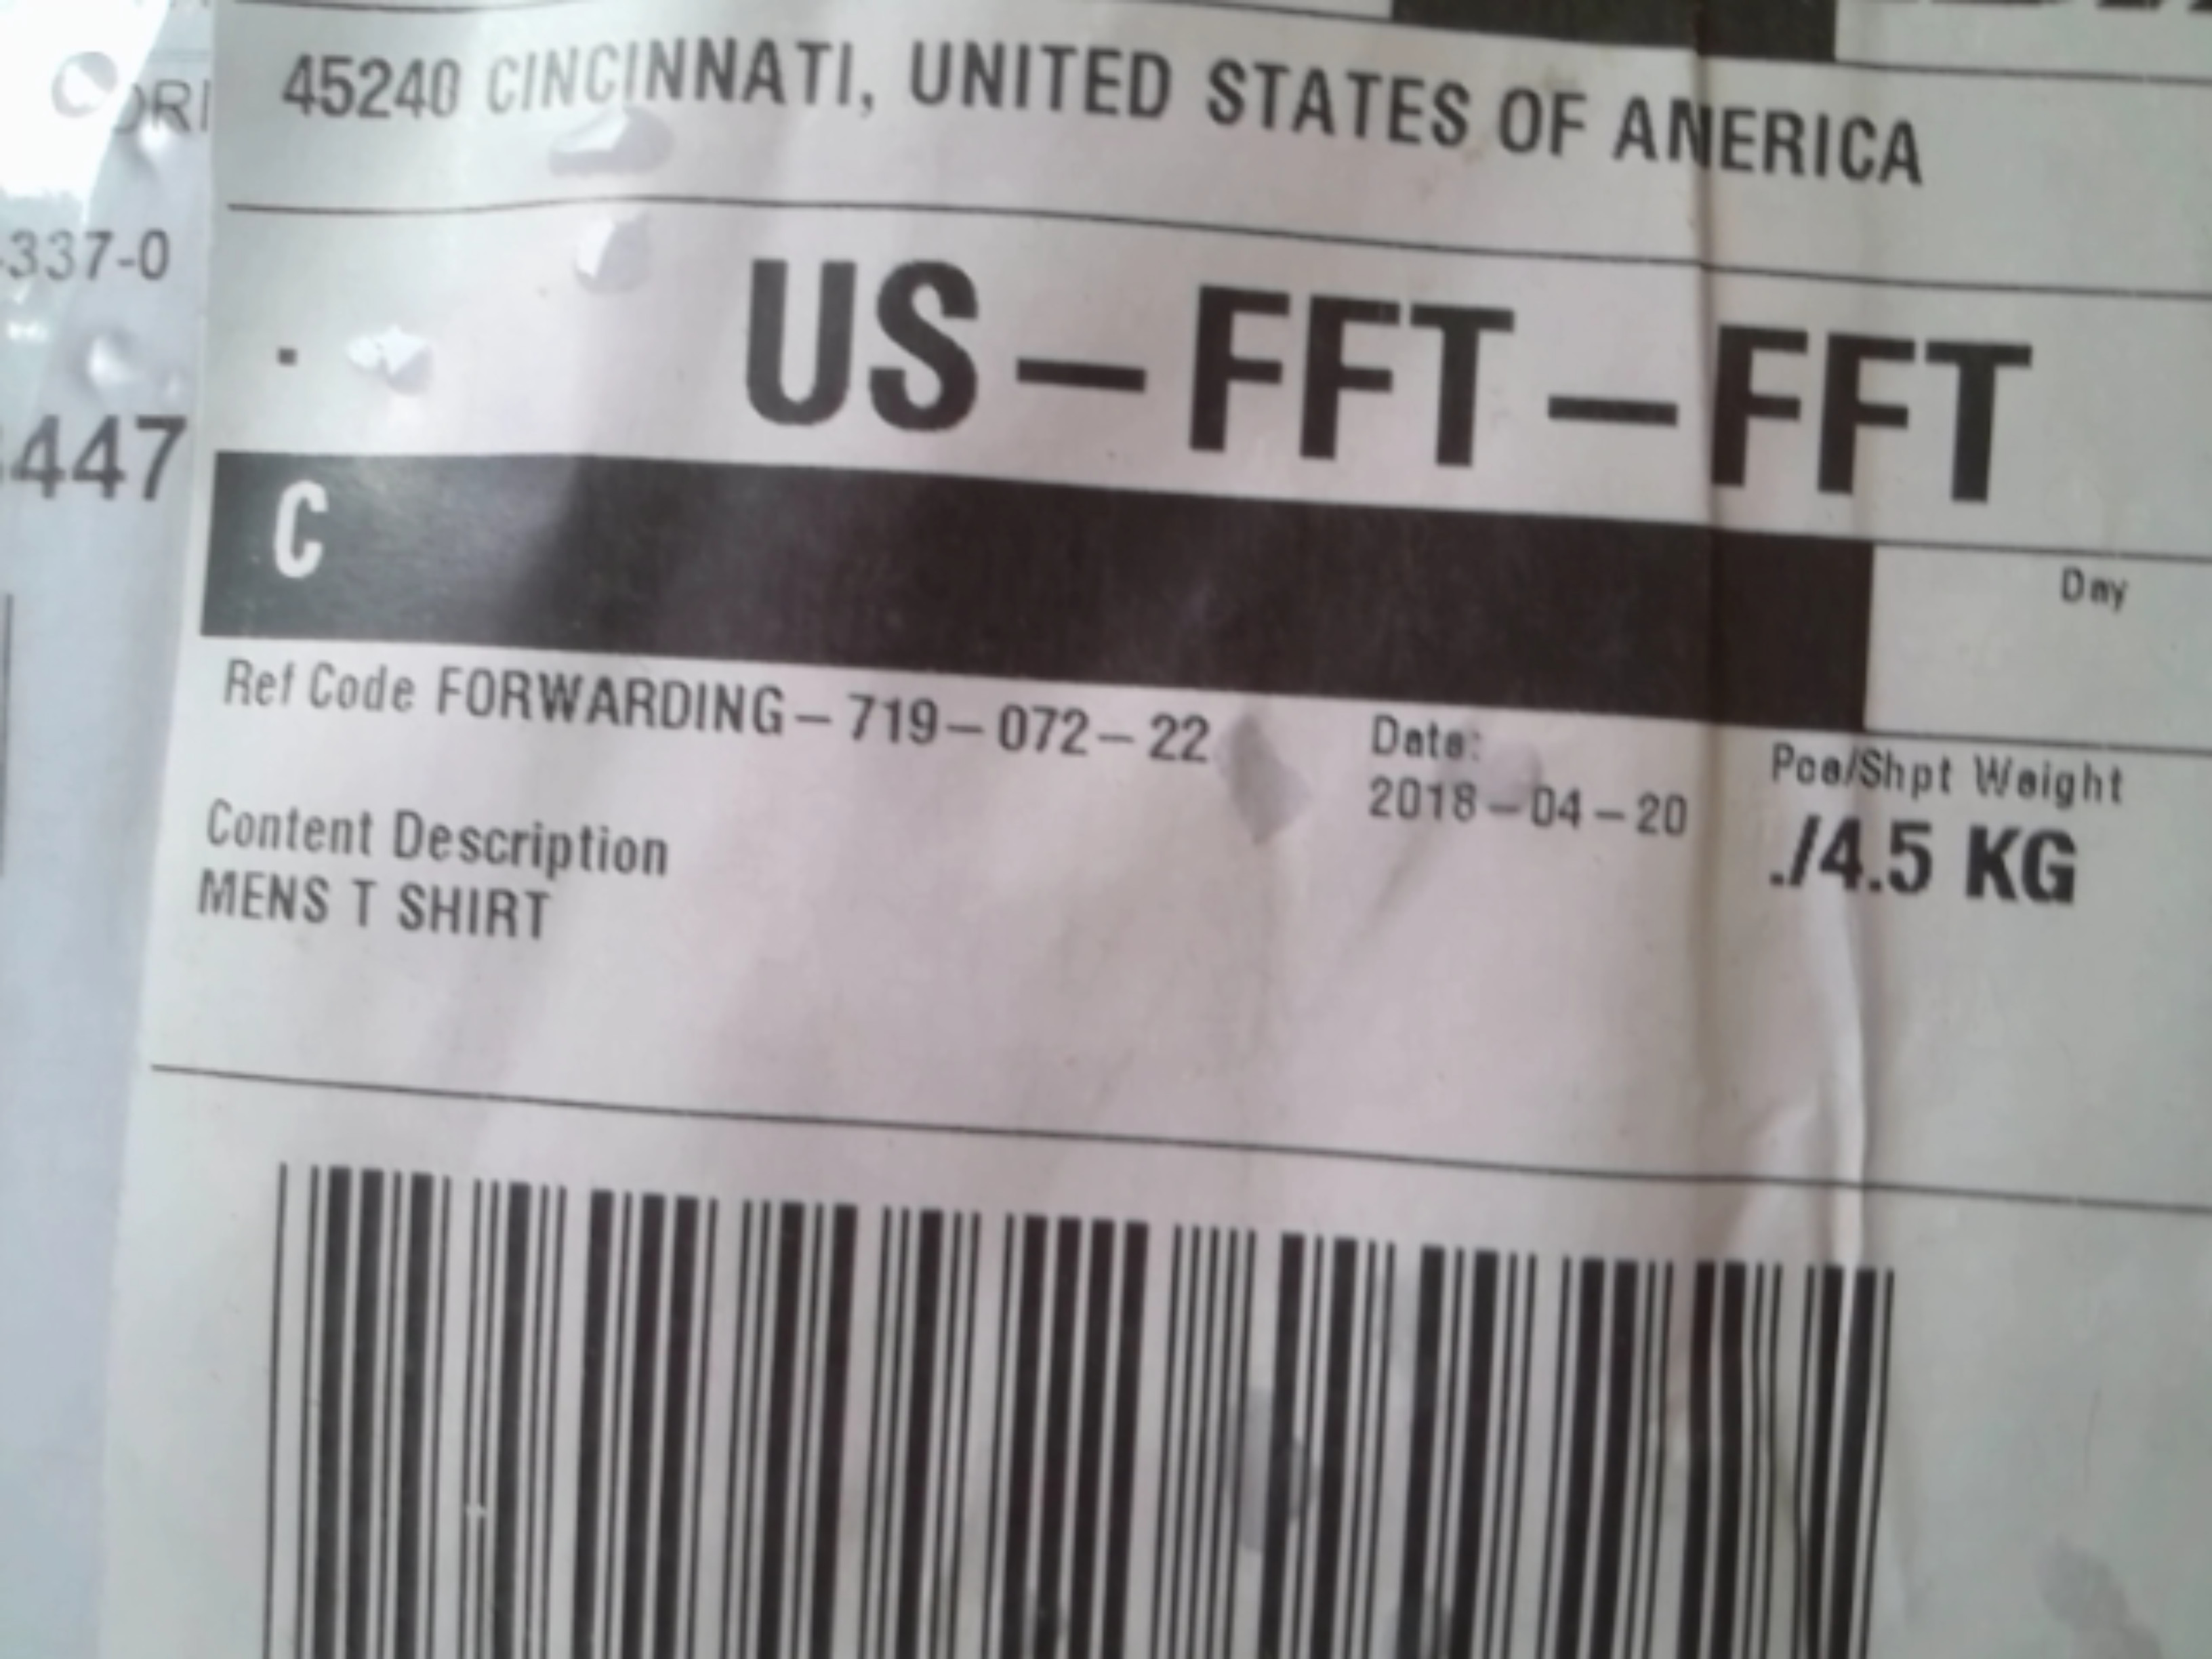 45240 CINCINNATI, UNITED STATES OF ANERICA
-337-0
US-FFT-FFT
447
C
Day
Ref Code FORWARDING-719-072-22
Date:
2018-04-20
Pce/Shpt Weight
./4.5 KG
Content Description
MENS T SHIRT